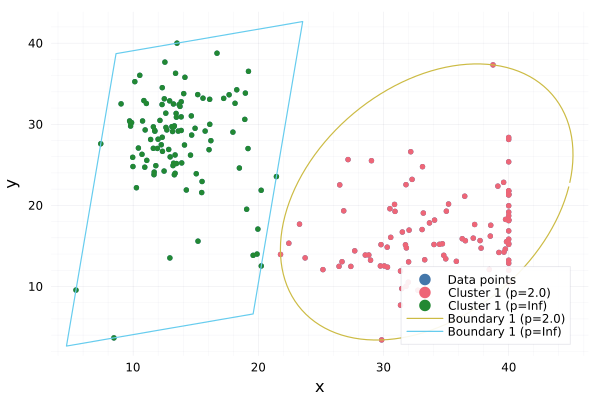 40
30
20
10
y
10
20
30
40
x
Data points
Cluster 1 (p=2.0)
Cluster 1 (p=Inf)
Boundary 1 (p=2.0)
Boundary 1 (p=Inf)